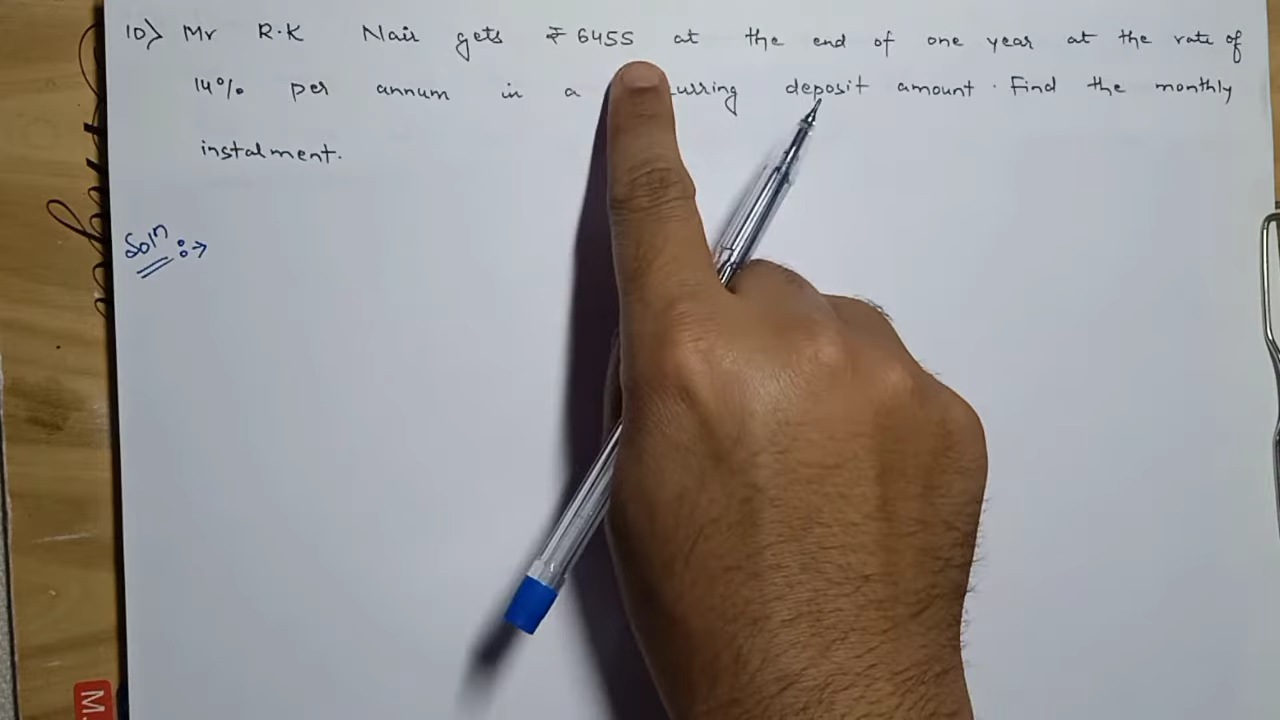 10> Mr R.K Nair gets ₹ 6455 at the end of one year at the rate of
14% per annum in a urring deposit amount. Find the monthly
instalment.
Soln :→
M